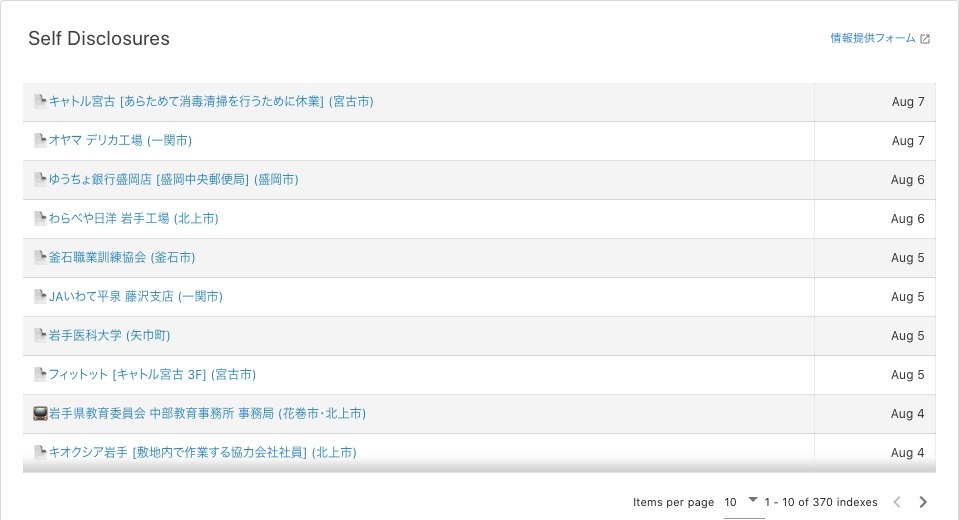 Self Disclosures
情報提供フォーム
キャトル宮古 [あらためて消毒清掃を行うために休業] (宮古市) Aug 7
オヤマ デリカ工場 (一関市) Aug 7
ゆうちょ銀行盛岡店 [盛岡中央郵便局] (盛岡市) Aug 6
わらべや日洋 岩手工場 (北上市) Aug 6
釜石職業訓練協会 (釜石市) Aug 5
JAいわて平泉 藤沢支店 (一関市) Aug 5
岩手医科大学 (矢巾町) Aug 5
フィットット [キャトル宮古 3F] (宮古市) Aug 5
岩手県教育委員会 中部教育事務所 事務局 (花巻市・北上市) Aug 4
キオクシア岩手 [敷地内で作業する協力会社社員] (北上市) Aug 4
Items per page 10 1 - 10 of 370 indexes